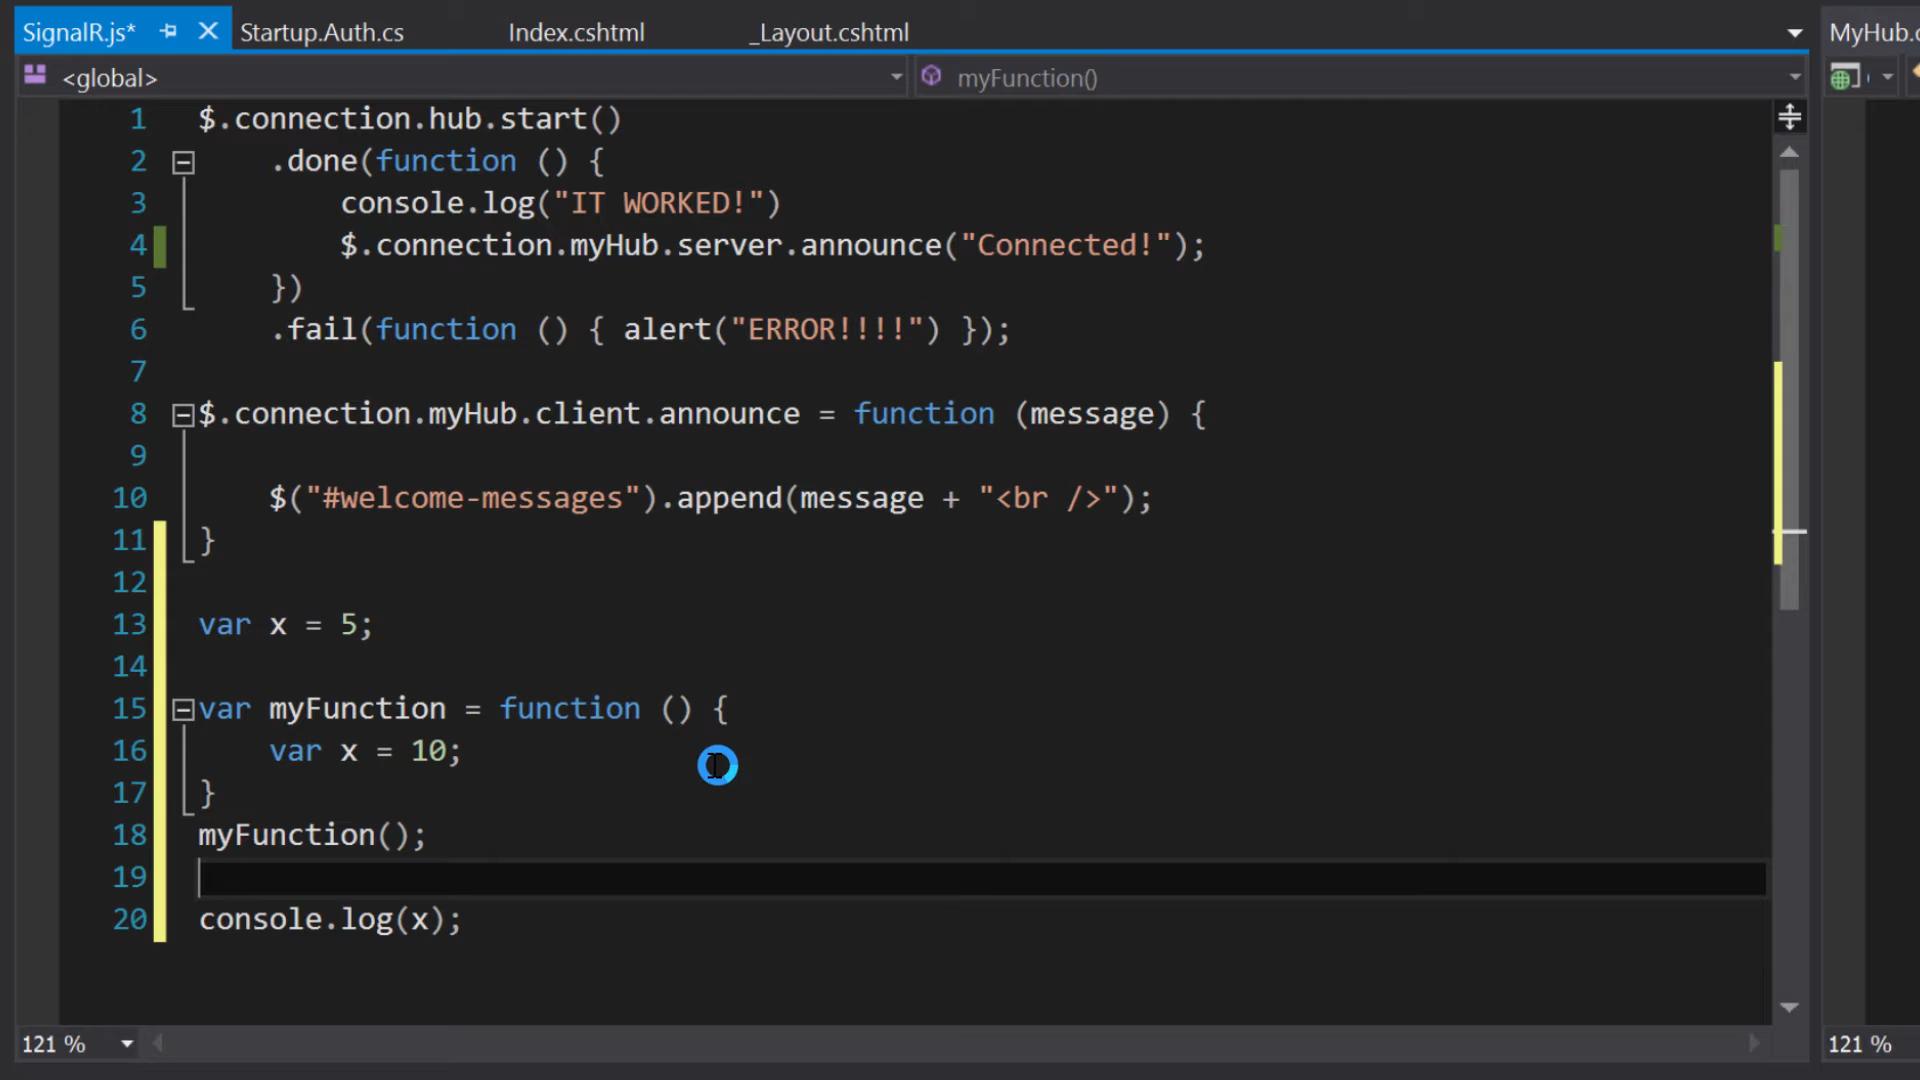 SignalR.js* Startup.Auth.cs Index.cshtml _Layout.cshtml
<global> myFunction()
1 $.connection.hub.start()
2 .done(function () {
3 console.log("IT WORKED!")
4 $.connection.myHub.server.announce("Connected!");
5 })
6 .fail(function () { alert("ERROR!!!!") });
7
8 $.connection.myHub.client.announce = function (message) {
9
10 $("#welcome-messages").append(message + "<br />");
11 }
12
13 var x = 5;
14
15 var myFunction = function () {
16 var x = 10;
17 }
18 myFunction();
19
20 console.log(x);
121 %
121 %